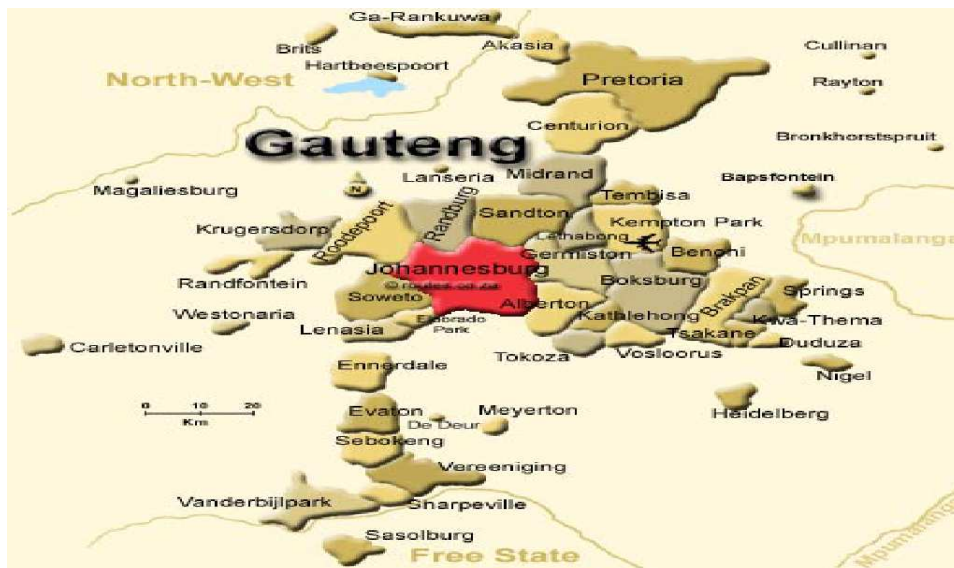 Ga-Rankuwa
Brits
Akasia
Cullinan
Hartbeespoort
North-West
Pretoria
Rayton
Centurion
Gauteng
Bronkhorstspruit
Lanseria
Midrand
Bapsfontein
Magaliesburg
N
Tembisa
Randburg
Sandton
Roodepoort
Kempton Park
Krugersdorp
Lethabong
Mpumalanga
Germiston
Benoni
Johannesburg
Randfontein
Boksburg
Soweto
Alberton
Brakpan
Springs
Westonaria
Eldorado
Park
Kathlehong
Kwa-Thema
Lenasia
Tsakane
Carletonville
Tokoza
Vosloorus
Duduza
Ennerdale
Nigel
0 10 20
Km
Evaton
Meyerton
Heidelberg
De Deur
Sebokeng
Vereeniging
Vanderbijlpark
Sharpeville
Sasolburg
Free State
Mpumalanga